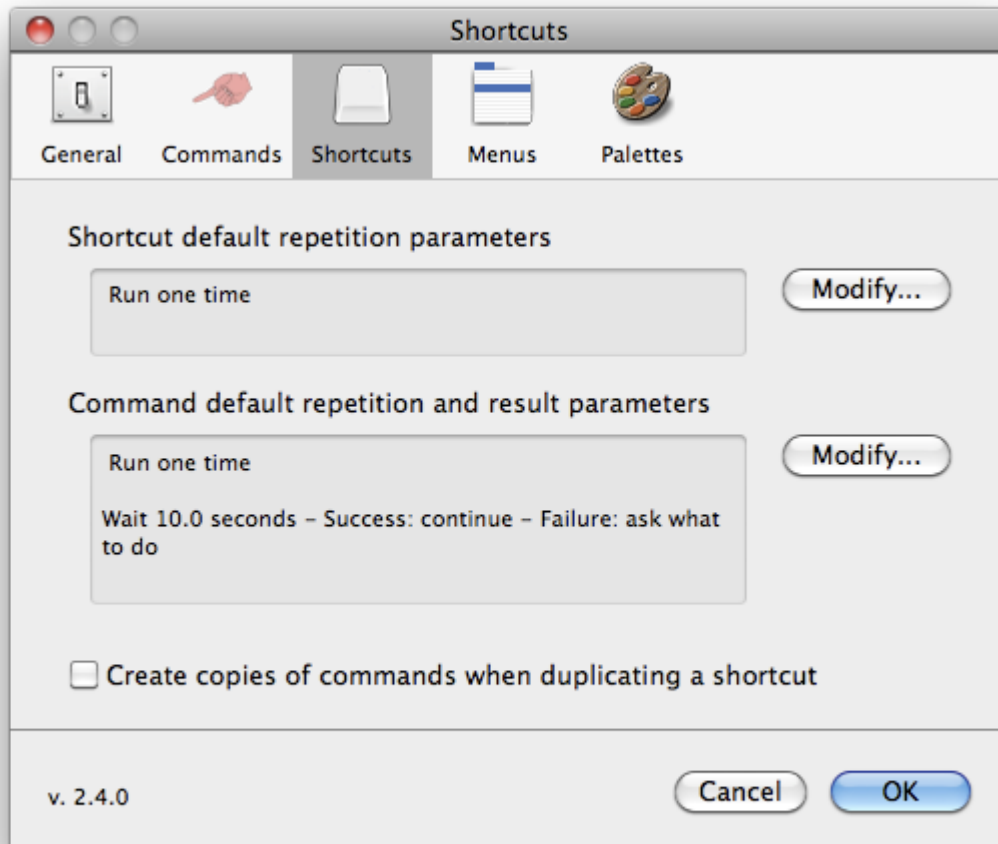 Shortcuts
General Commands Shortcuts Menus Palettes
Shortcut default repetition parameters
Run one time
Modify...
Command default repetition and result parameters
Run one time
Modify...
Wait 10.0 seconds – Success: continue – Failure: ask what
to do
Create copies of commands when duplicating a shortcut
v. 2.4.0
Cancel
OK